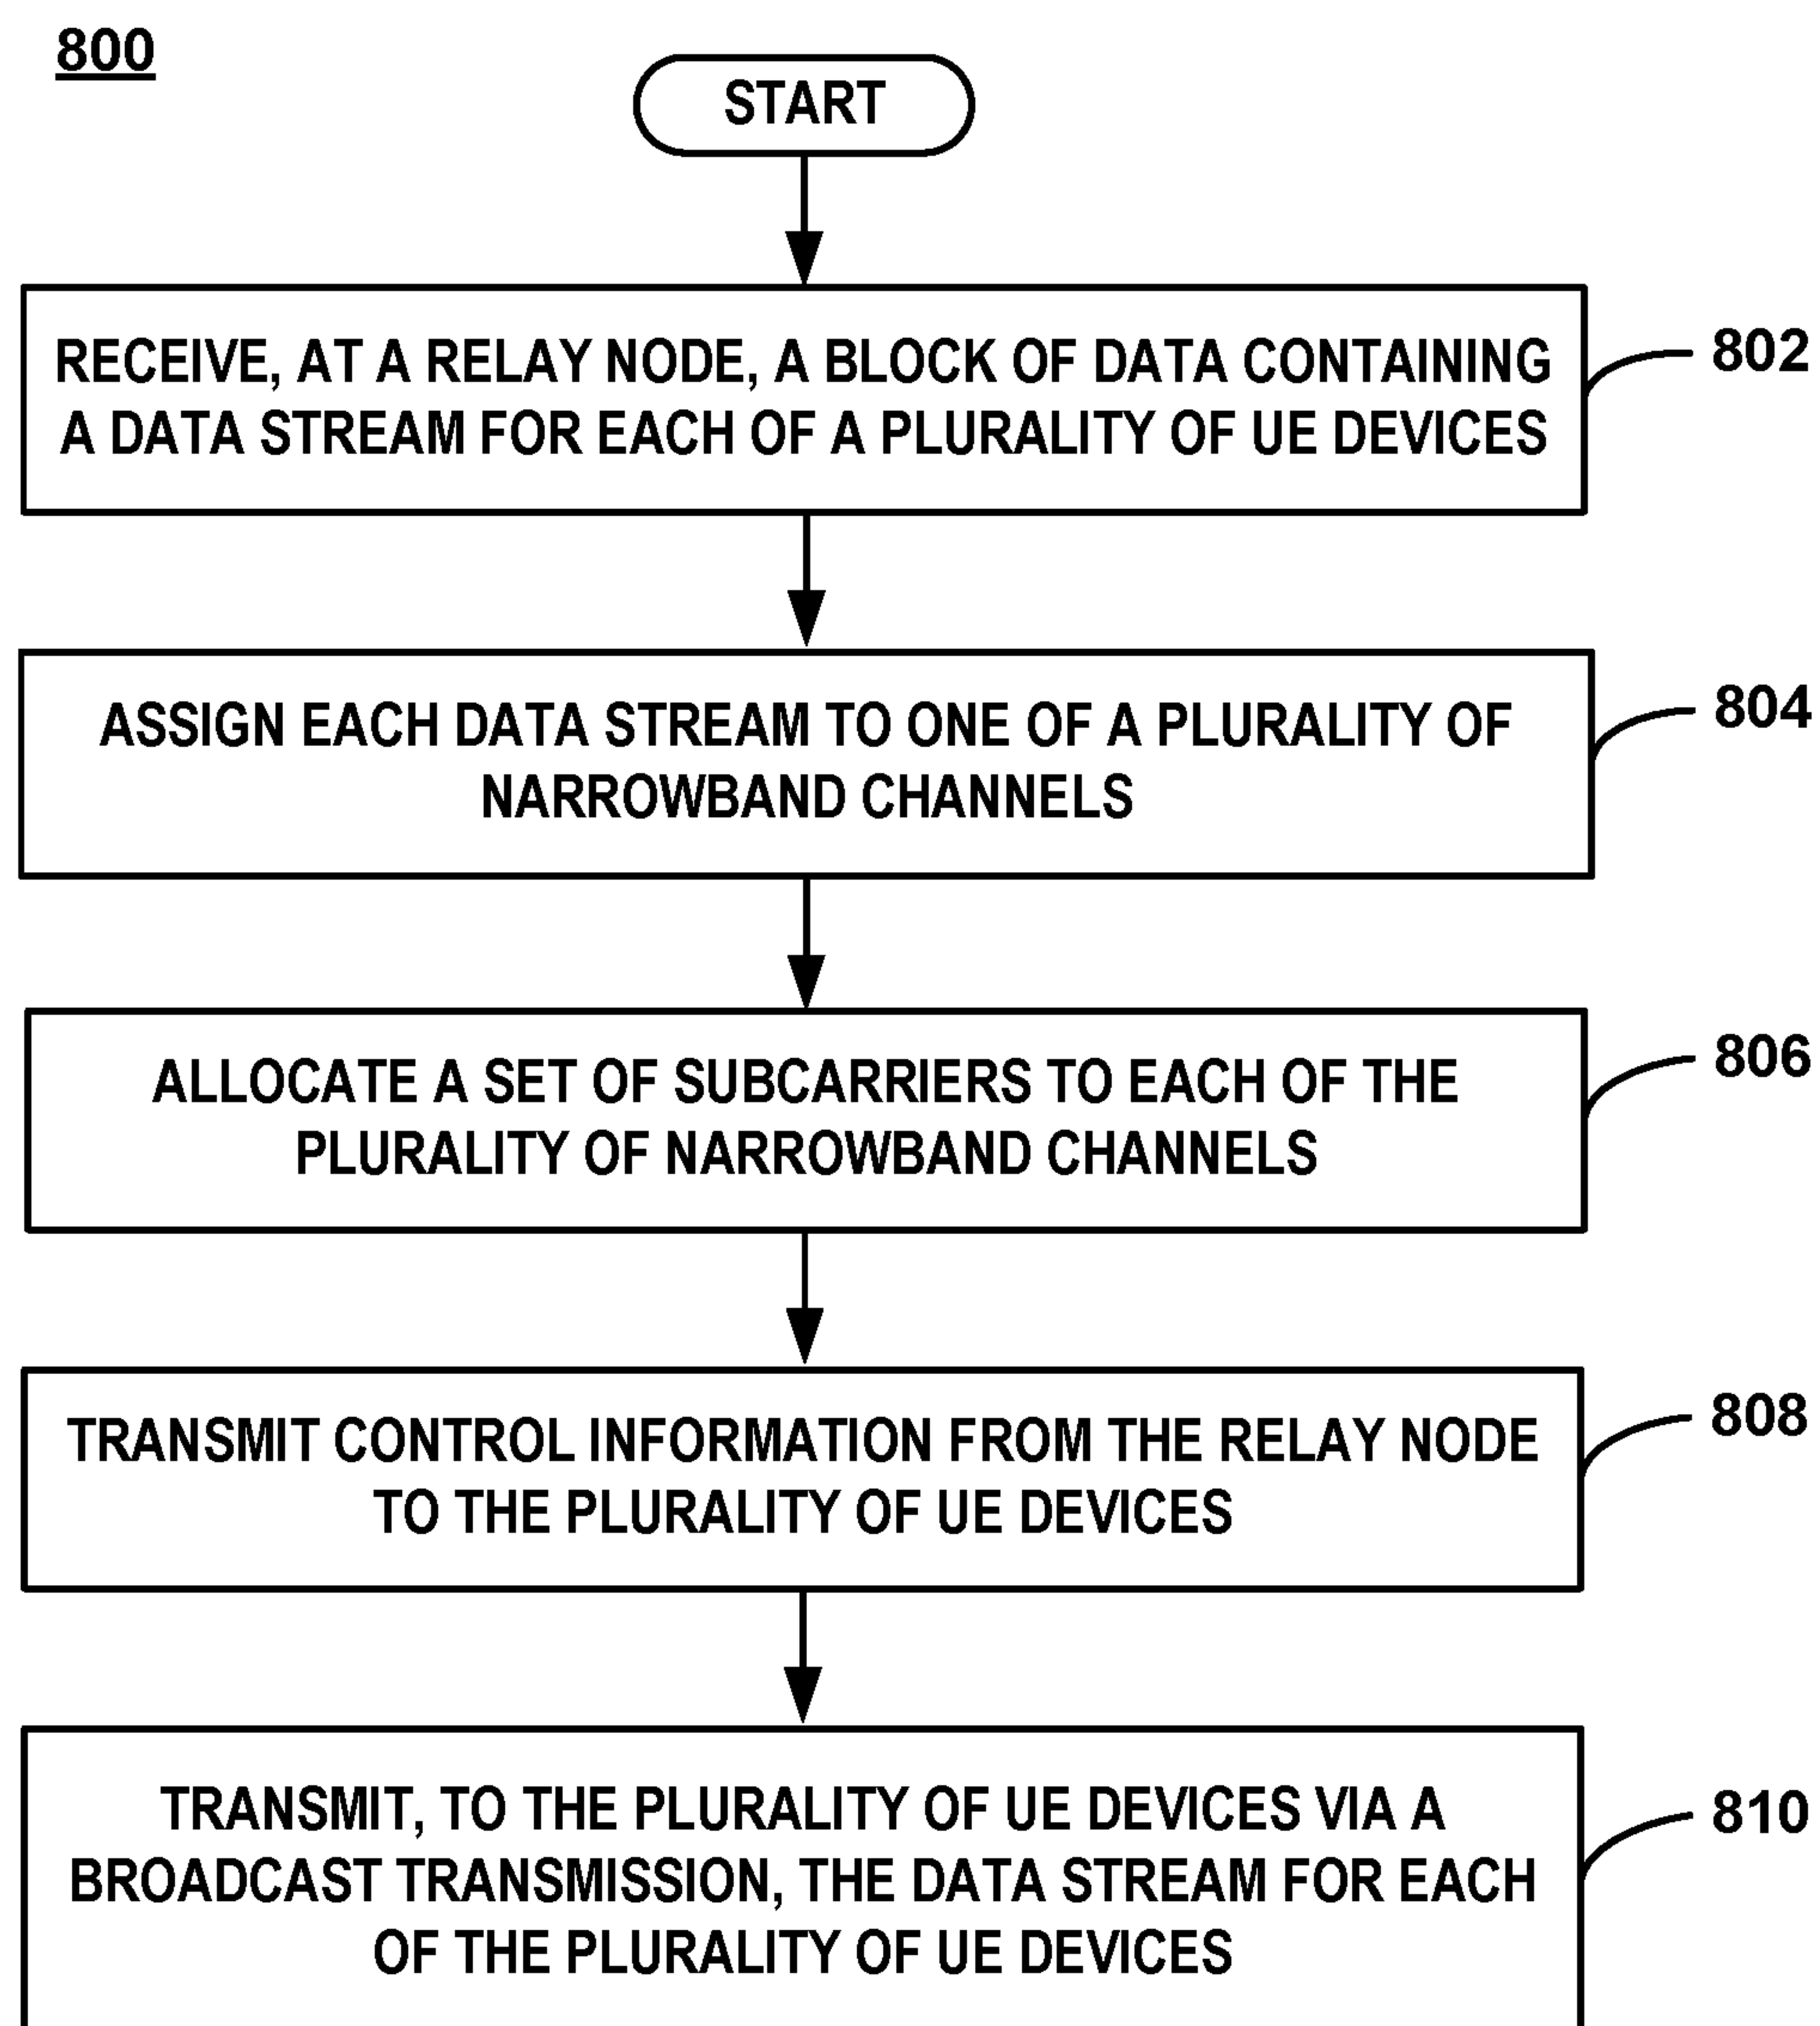 800
START
RECEIVE, AT A RELAY NODE, A BLOCK OF DATA CONTAINING
A DATA STREAM FOR EACH OF A PLURALITY OF UE DEVICES
802
ASSIGN EACH DATA STREAM TO ONE OF A PLURALITY OF
NARROWBAND CHANNELS
804
ALLOCATE A SET OF SUBCARRIERS TO EACH OF THE
PLURALITY OF NARROWBAND CHANNELS
806
TRANSMIT CONTROL INFORMATION FROM THE RELAY NODE
TO THE PLURALITY OF UE DEVICES
808
TRANSMIT, TO THE PLURALITY OF UE DEVICES VIA A
BROADCAST TRANSMISSION, THE DATA STREAM FOR EACH
OF THE PLURALITY OF UE DEVICES
810